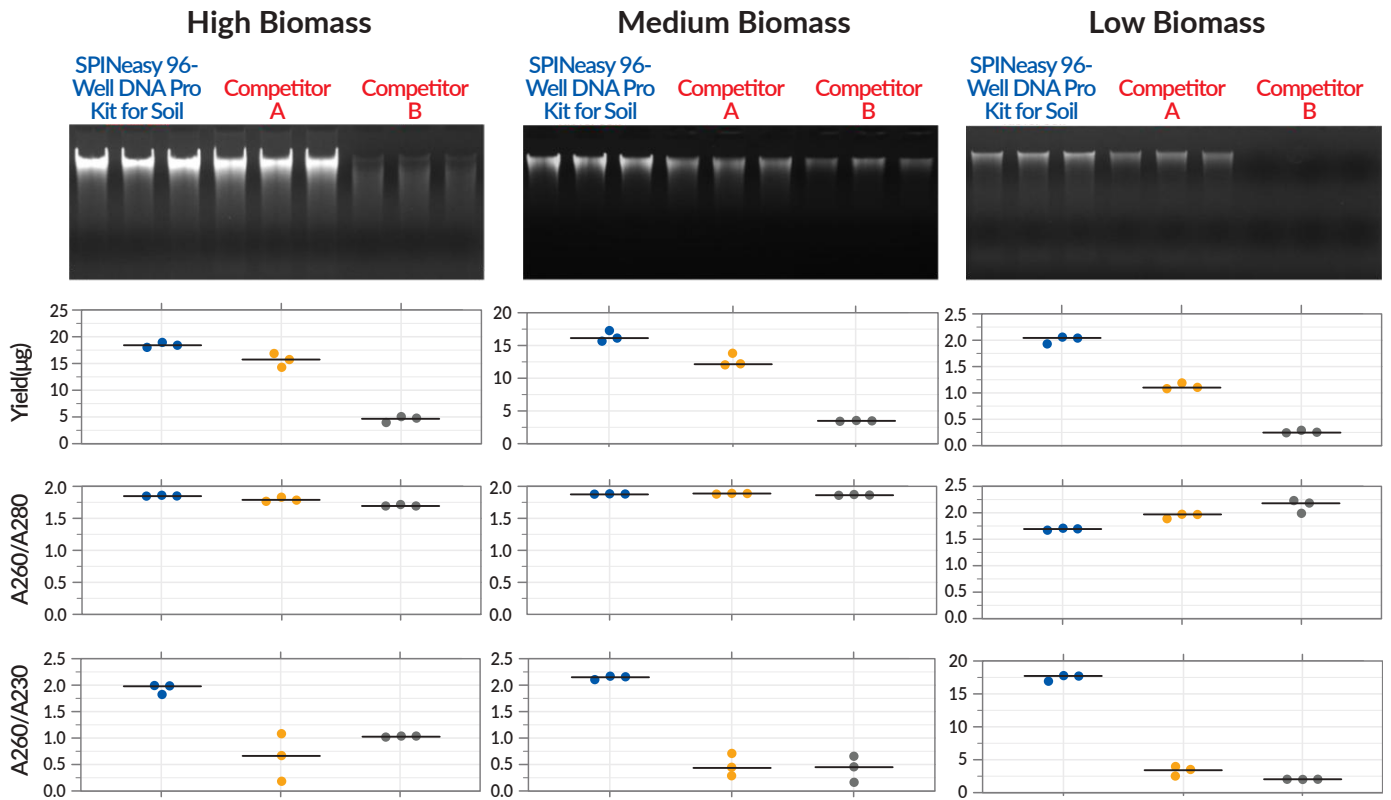 High Biomass
Medium Biomass
Low Biomass
SPINeasy 96-
Well DNA Pro
Kit for Soil
Competitor
A
Competitor
B
SPINeasy 96-
Well DNA Pro
Kit for Soil
Competitor
A
Competitor
B
SPINeasy 96-
Well DNA Pro
Kit for Soil
Competitor
A
Competitor
B
Yield(µg)
25
20
15
10
5
0
20
15
10
5
0
2.5
2.0
1.5
1.0
0.5
0.0
A260/A280
2.0
1.5
1.0
0.5
0.0
2.0
1.5
1.0
0.5
0.0
2.5
2.0
1.5
1.0
0.5
0.0
A260/A230
2.5
2.0
1.5
1.0
0.5
0.0
2.5
2.0
1.5
1.0
0.5
0.0
20
15
10
5
0